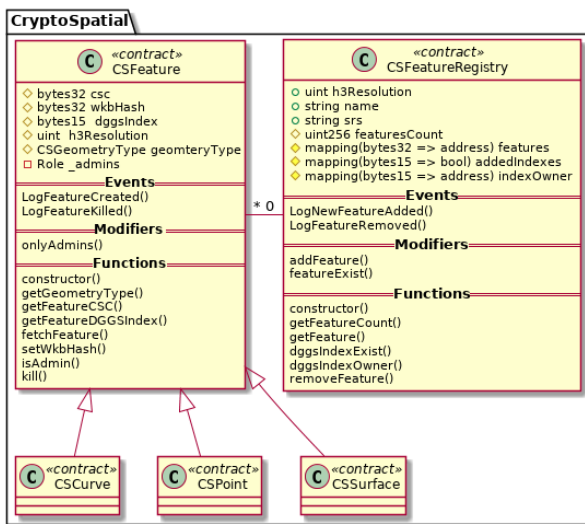 CryptoSpatial
«contract»
C CSFeature
bytes32 csc
bytes32 wkbHash
bytes15 dggsIndex
uint h3Resolution
CSGeometryType geomteryType
Role _admins
Events
LogFeatureCreated()
LogFeatureKilled()
Modifiers
onlyAdmins()
Functions
constructor()
getGeometryType()
getFeatureCSC()
getFeatureDGGSIndex()
fetchFeature()
setWkbHash()
isAdmin()
kill()
* 0
«contract»
C CSFeatureRegistry
uint h3Resolution
string name
string srs
uint256 featuresCount
mapping(bytes32 => address) features
mapping(bytes15 => bool) addedIndexes
mapping(bytes15 => address) indexOwner
Events
LogNewFeatureAdded()
LogFeatureRemoved()
Modifiers
addFeature()
featureExist()
Functions
constructor()
getFeatureCount()
getFeature()
dggsIndexExist()
dggsIndexOwner()
removeFeature()
«contract»
C CSCurve
«contract»
C CSPoint
«contract»
C CSSurface